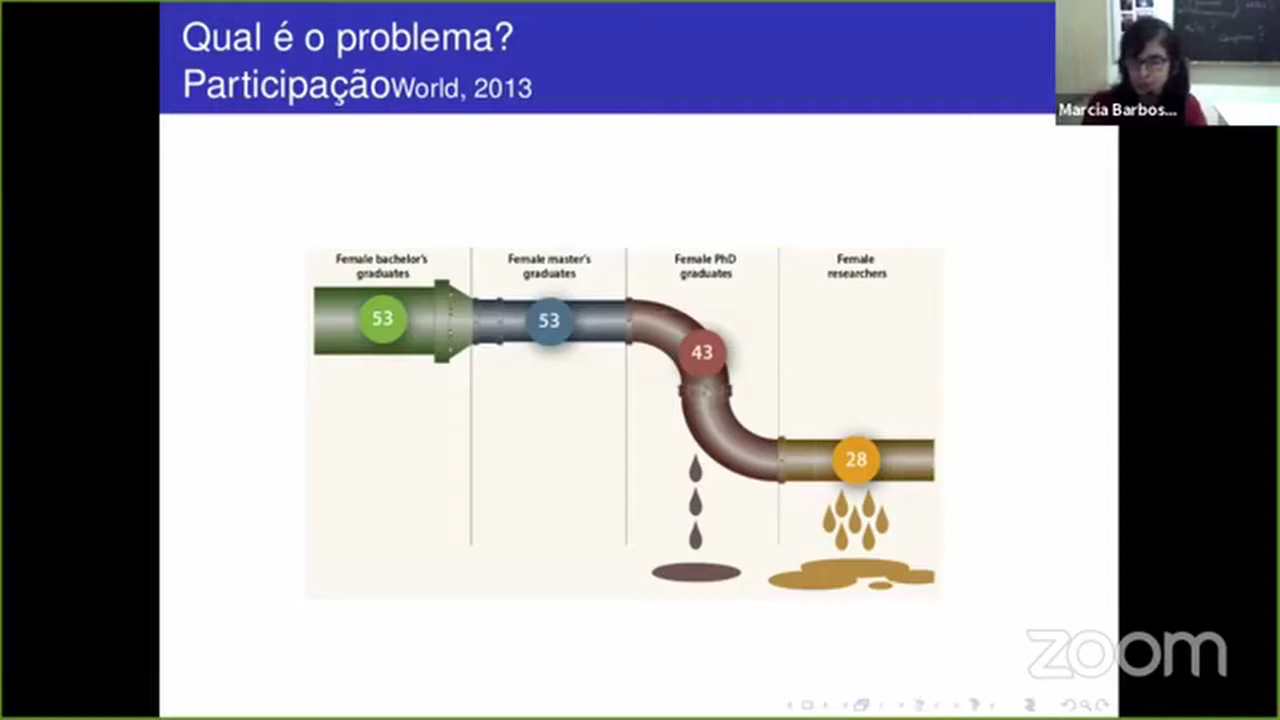 Qual é o problema?
ParticipaçãoWorld, 2013
Marcia Barbos...
Female bachelor's
graduates
Female master's
graduates
Female PhD
graduates
Female
researchers
53
53
43
28
zoom